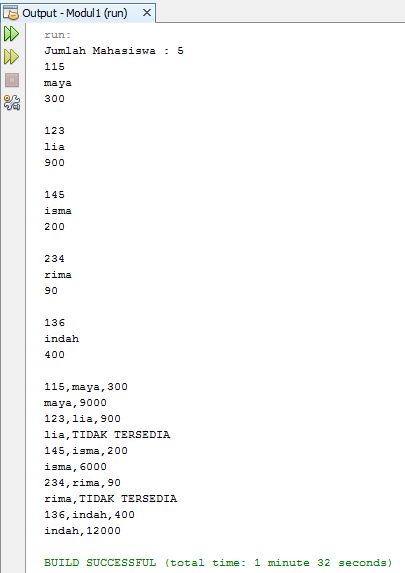 Output - Modul1 (run)
run:
Jumlah Mahasiswa : 5
115
maya
300
123
lia
900
145
isma
200
234
rima
90
136
indah
400
115,maya,300
maya,9000
123,lia,900
lia,TIDAK TERSEDIA
145,isma,200
isma,6000
234,rima,90
rima,TIDAK TERSEDIA
136,indah,400
indah,12000
BUILD SUCCESSFUL (total time: 1 minute 32 seconds)